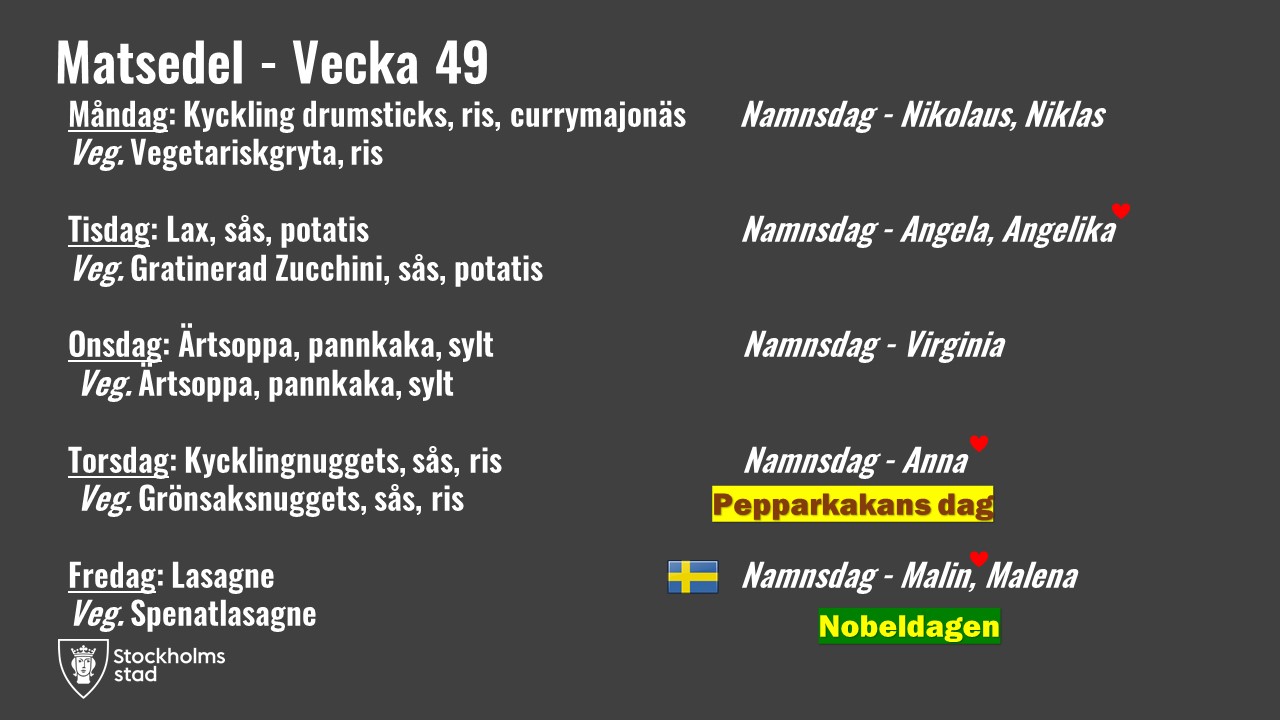 Matsedel - Vecka 49
Måndag: Kyckling drumsticks, ris, currymajonäs
Namnsdag - Nikolaus, Niklas
Veg. Vegetariskgryta, ris
Tisdag: Lax, sås, potatis
Namnsdag - Angela, Angelika
Veg. Gratinerad Zucchini, sås, potatis
Onsdag: Ärtsoppa, pannkaka, sylt
Namnsdag - Virginia
Veg. Ärtsoppa, pannkaka, sylt
Torsdag: Kycklingnuggets, sås, ris
Namnsdag - Anna
Veg. Grönsaksnuggets, sås, ris
Pepparkakans dag
Fredag: Lasagne
Namnsdag - Malin, Malena
Veg. Spenatlasagne
Nobeldagen
Stockholms
stad